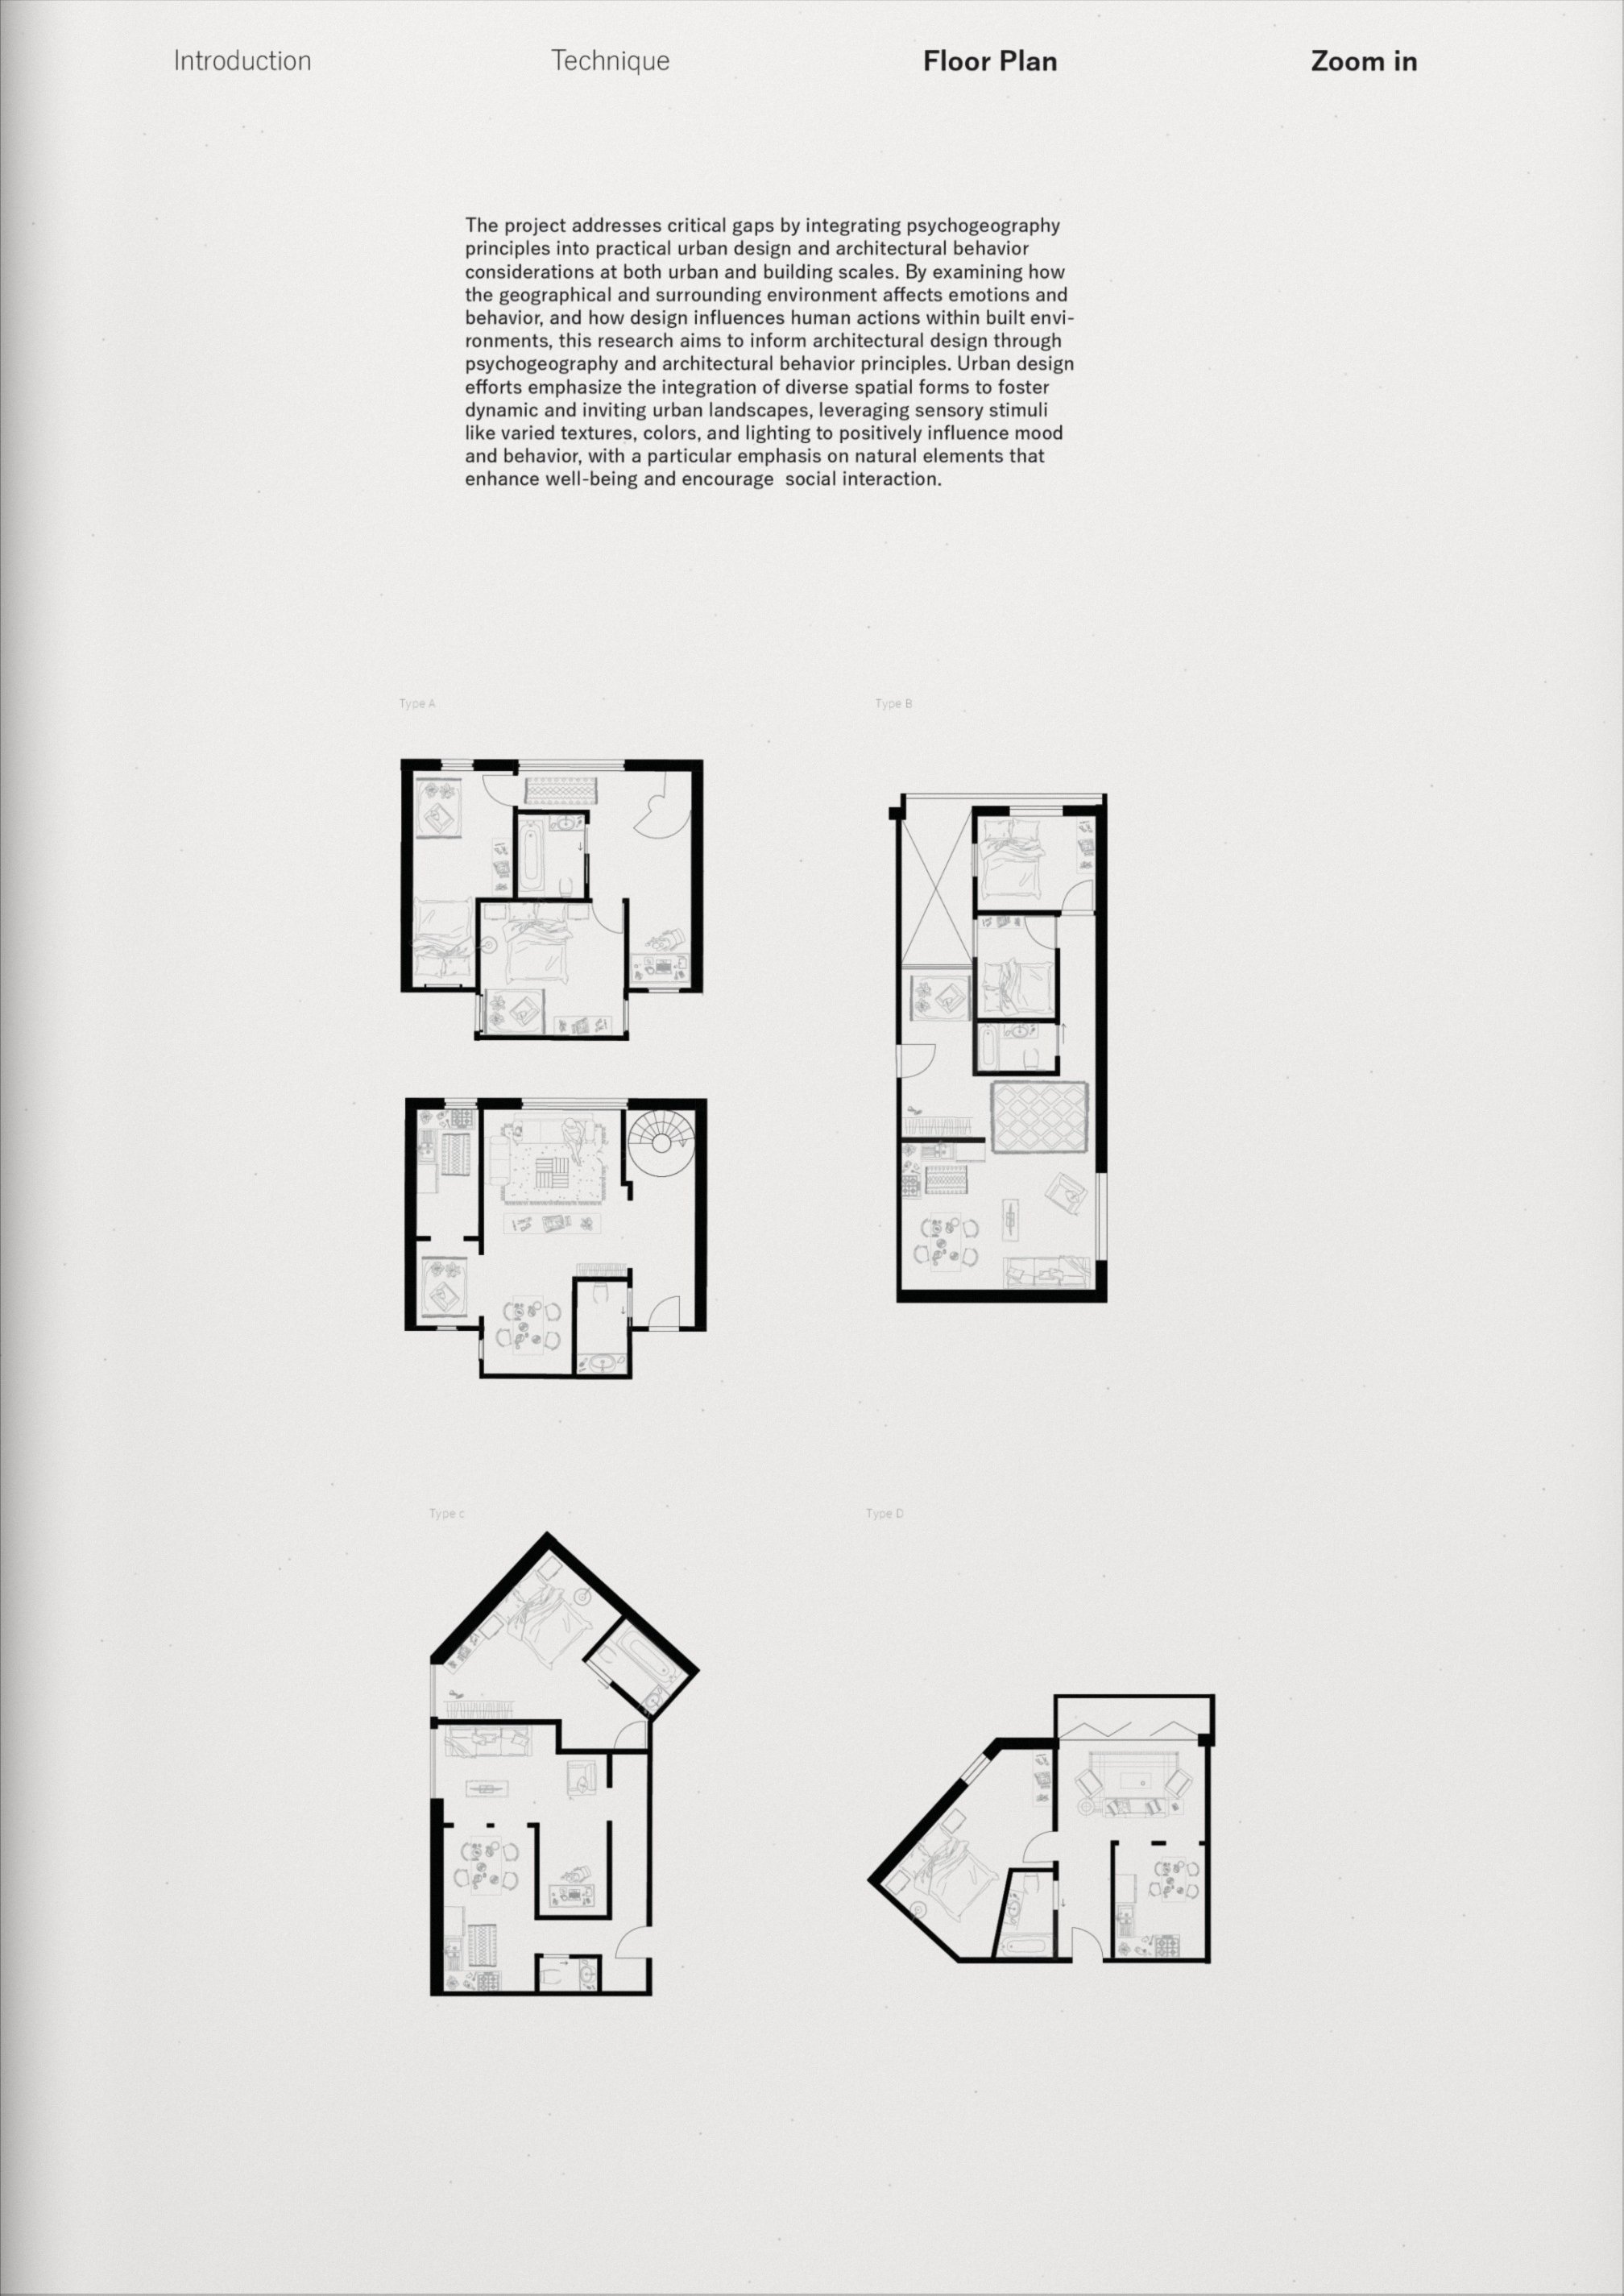 Introduction
Technique
Floor Plan
Zoom in
The project addresses critical gaps by integrating psychogeography
principles into practical urban design and architectural behavior
considerations at both urban and building scales. By examining how
the geographical and surrounding environment affects emotions and
behavior, and how design influences human actions within built envi-
ronments, this research aims to inform architectural design through
psychogeography and architectural behavior principles. Urban design
efforts emphasize the integration of diverse spatial forms to foster
dynamic and inviting urban landscapes, leveraging sensory stimuli
like varied textures, colors, and lighting to positively influence mood
and behavior, with a particular emphasis on natural elements that
enhance well-being and encourage  social interaction.
Type A
Type B
Type c
Type D